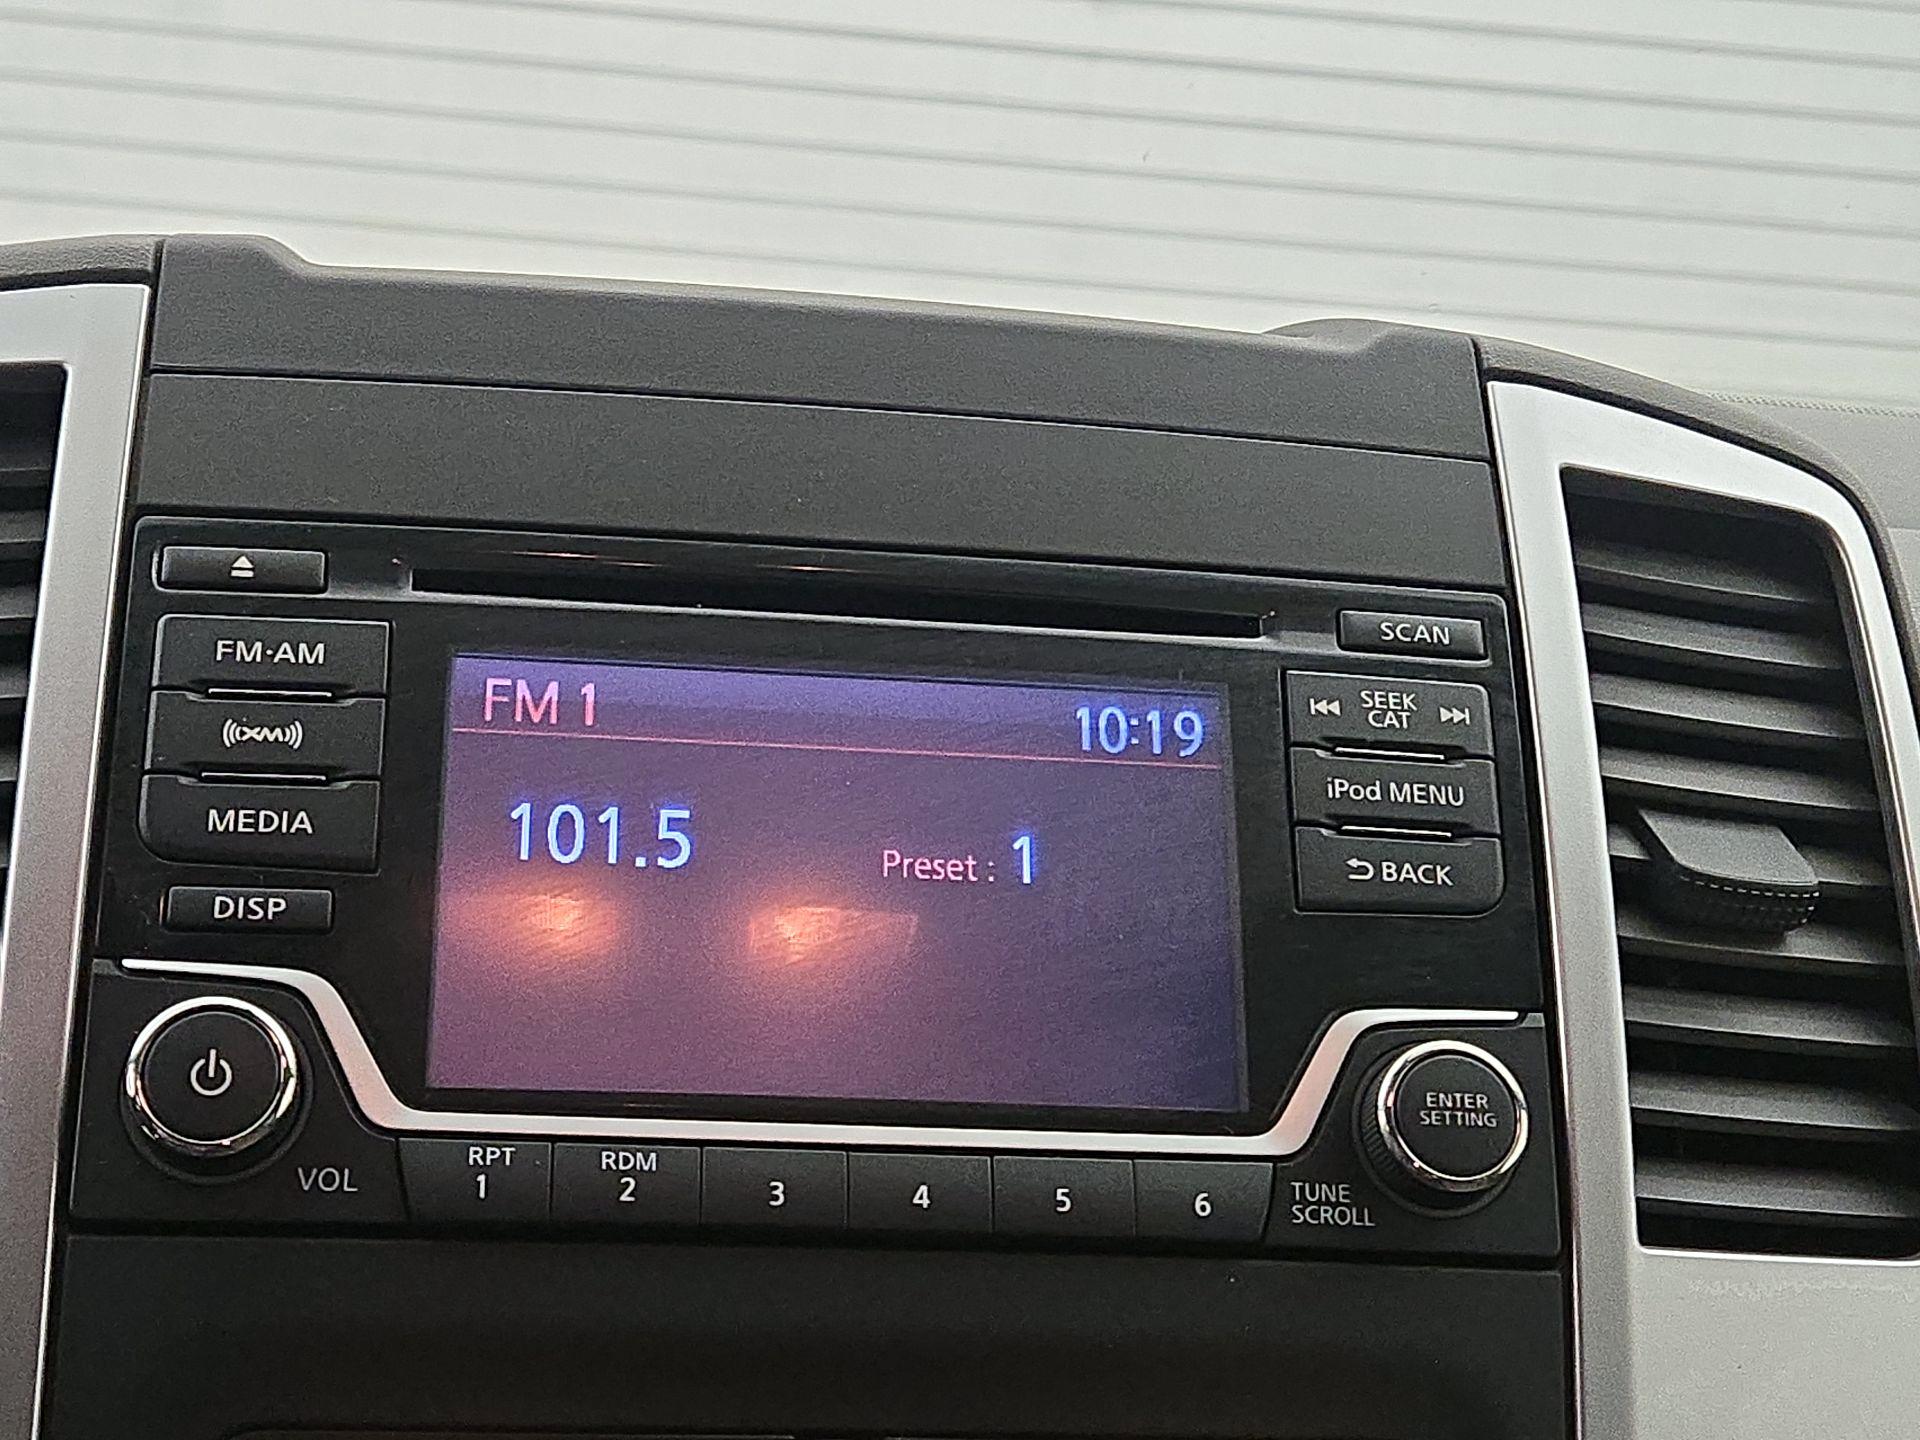 SCAN
FM·AM
XM
MEDIA
DISP
FM 1
10:19
101.5
Preset : 1
SEEK
CAT
iPod MENU
BACK
VOL
RPT
1
RDM
2
3
4
5
6
ENTER
SETTING
TUNE
SCROLL